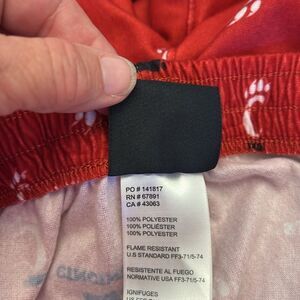 PO # 141817
RN # 67891
CA # 43063
100% POLYESTER
100% POLIÉSTER
100% POLYESTER
FLAME RESISTANT
U.S STANDARD FF3-71/5-74
RESISTENTE AL FUEGO
NORMATIVE USA FF3-71/5-74
IGNIFUGES